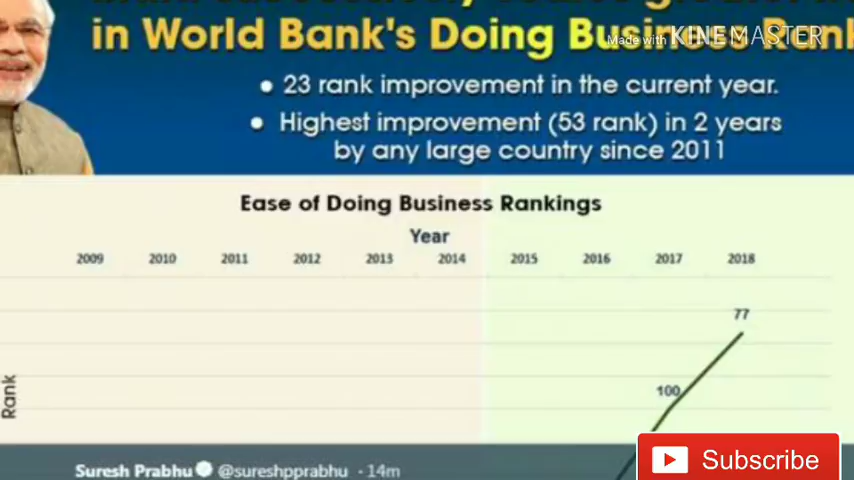 in World Bank's Doing Business Rank
Made with KINEMASTER
• 23 rank improvement in the current year.
• Highest improvement (53 rank) in 2 years
by any large country since 2011
Ease of Doing Business Rankings
Year
2009 2010 2011 2012 2013 2014 2015 2016 2017 2018
77
100
Rank
Suresh Prabhu @sureshpprabhu · 14m
Subscribe